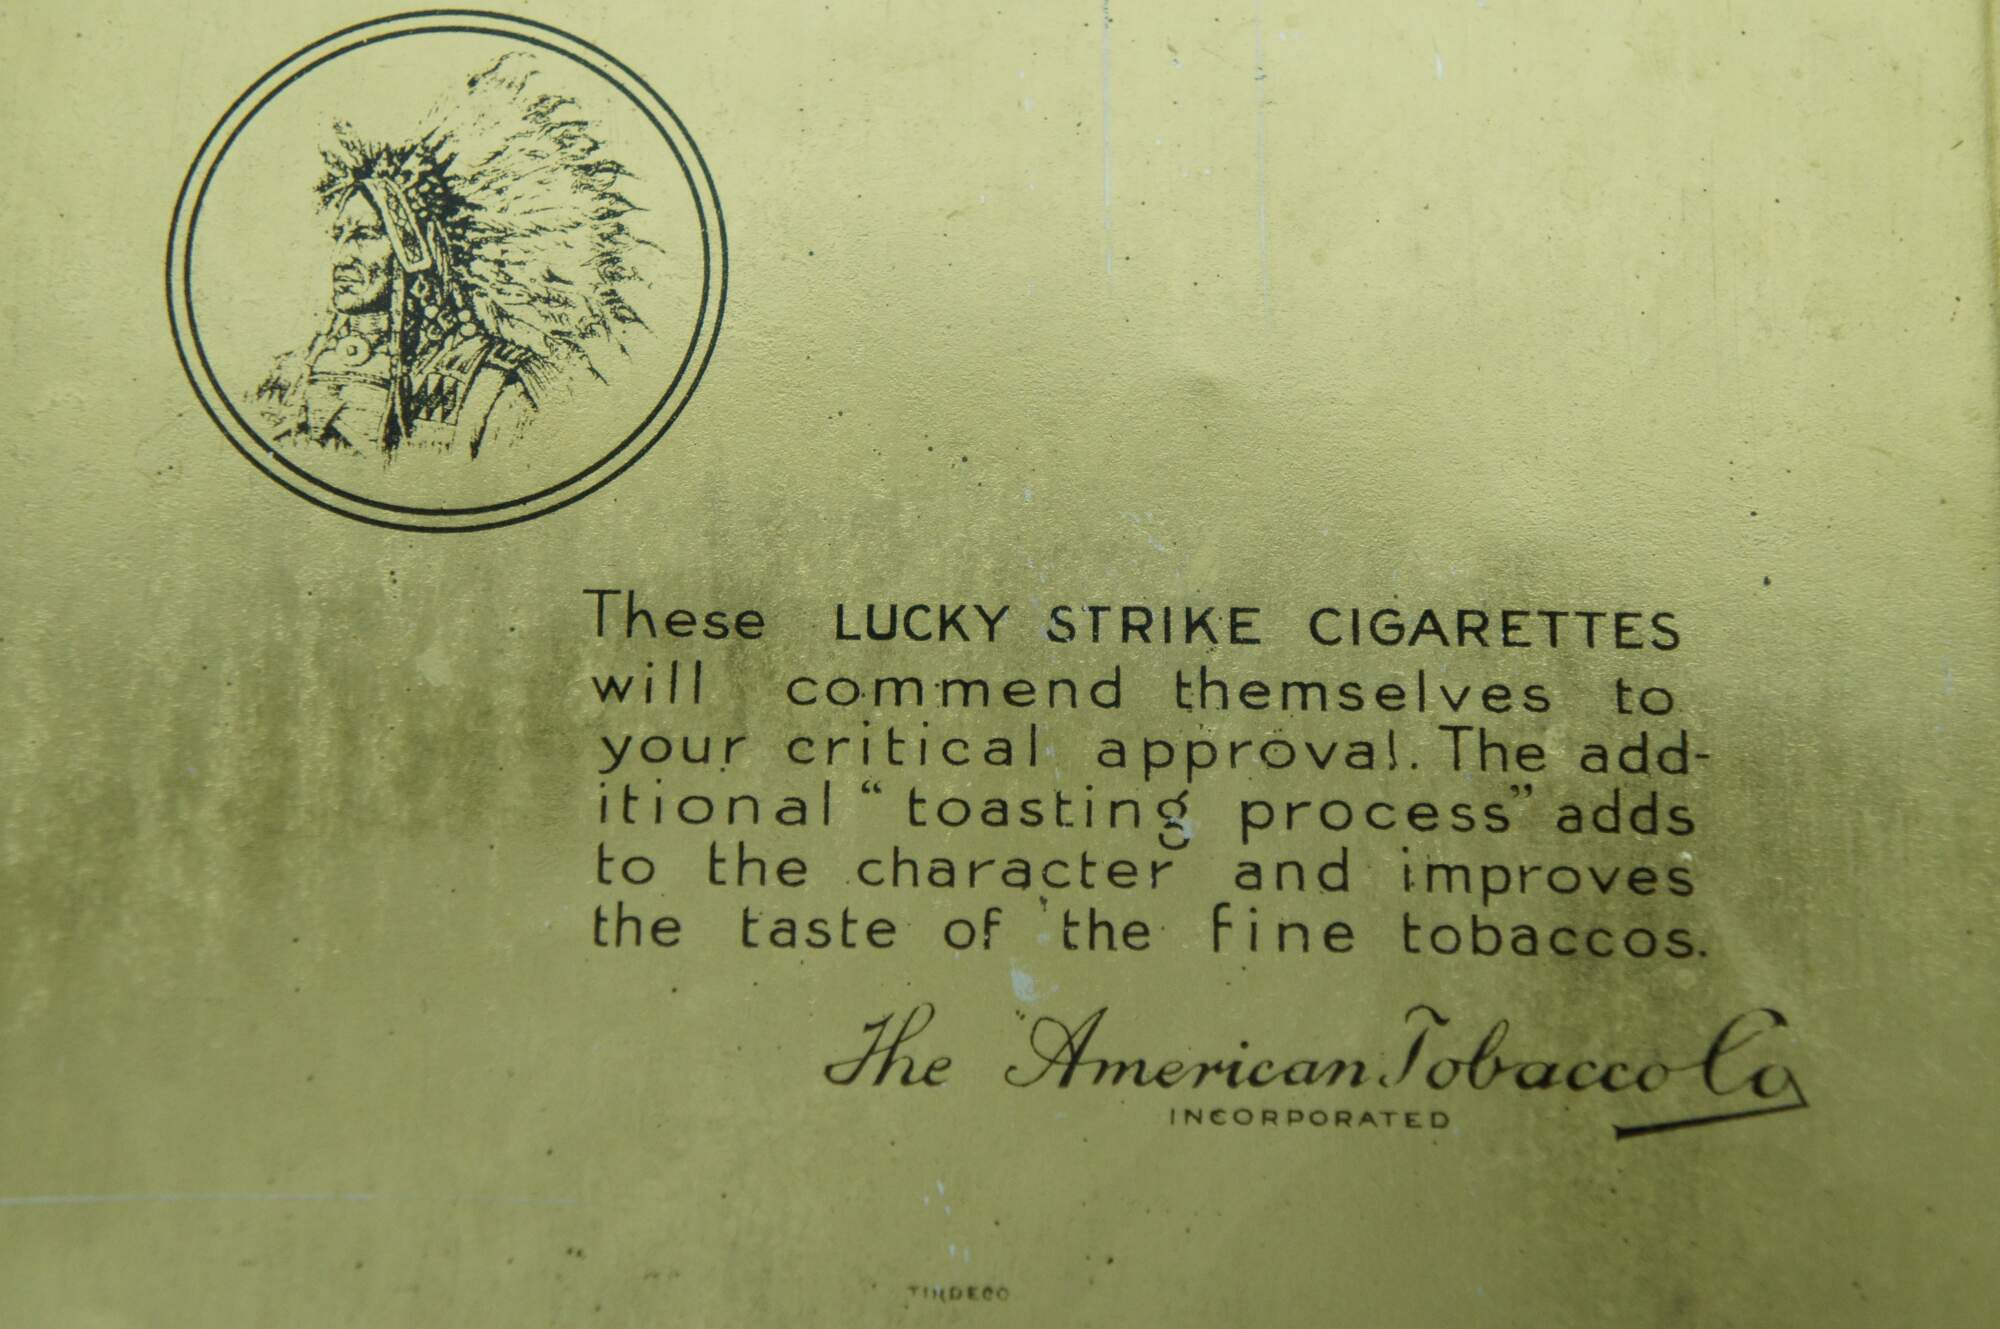 These LUCKY STRIKE CIGARETTES
will commend themselves to
your critical approval. The add-
itional “toasting process” adds
to the character and improves
the taste of the fine tobaccos.
The American Tobacco Co
INCORPORATED
TINDECO